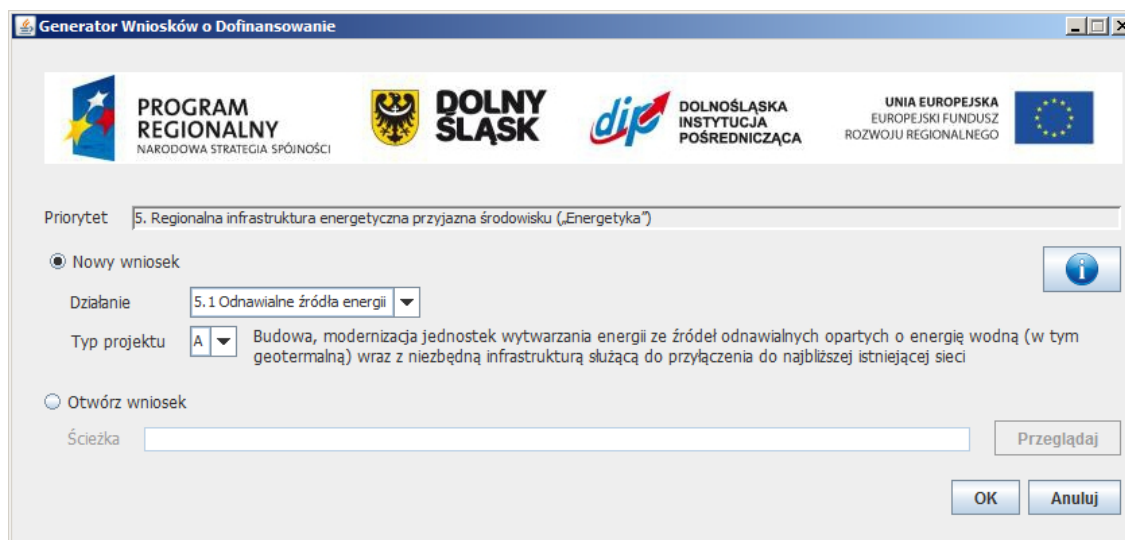 Generator Wniosków o Dofinansowanie
PROGRAM
REGIONALNY
NARODOWA STRATEGIA SPÓJNOŚCI
DOLNY
ŚLĄSK
dip
DOLNOŚLĄSKA
INSTYTUCJA
POŚREDNICZĄCA
UNIA EUROPEJSKA
EUROPEJSKI FUNDUSZ
ROZWOJU REGIONALNEGO
Priorytet 5. Regionalna infrastruktura energetyczna przyjazna środowisku („Energetyka”)
Nowy wniosek
Działanie 5.1 Odnawialne źródła energii
Typ projektu A Budowa, modernizacja jednostek wytwarzania energii ze źródeł odnawialnych opartych o energię wodną (w tym
geotermalną) wraz z niezbędną infrastrukturą służącą do przyłączenia do najbliższej istniejącej sieci
Otwórz wniosek
Ścieżka Przeglądaj
OK Anuluj